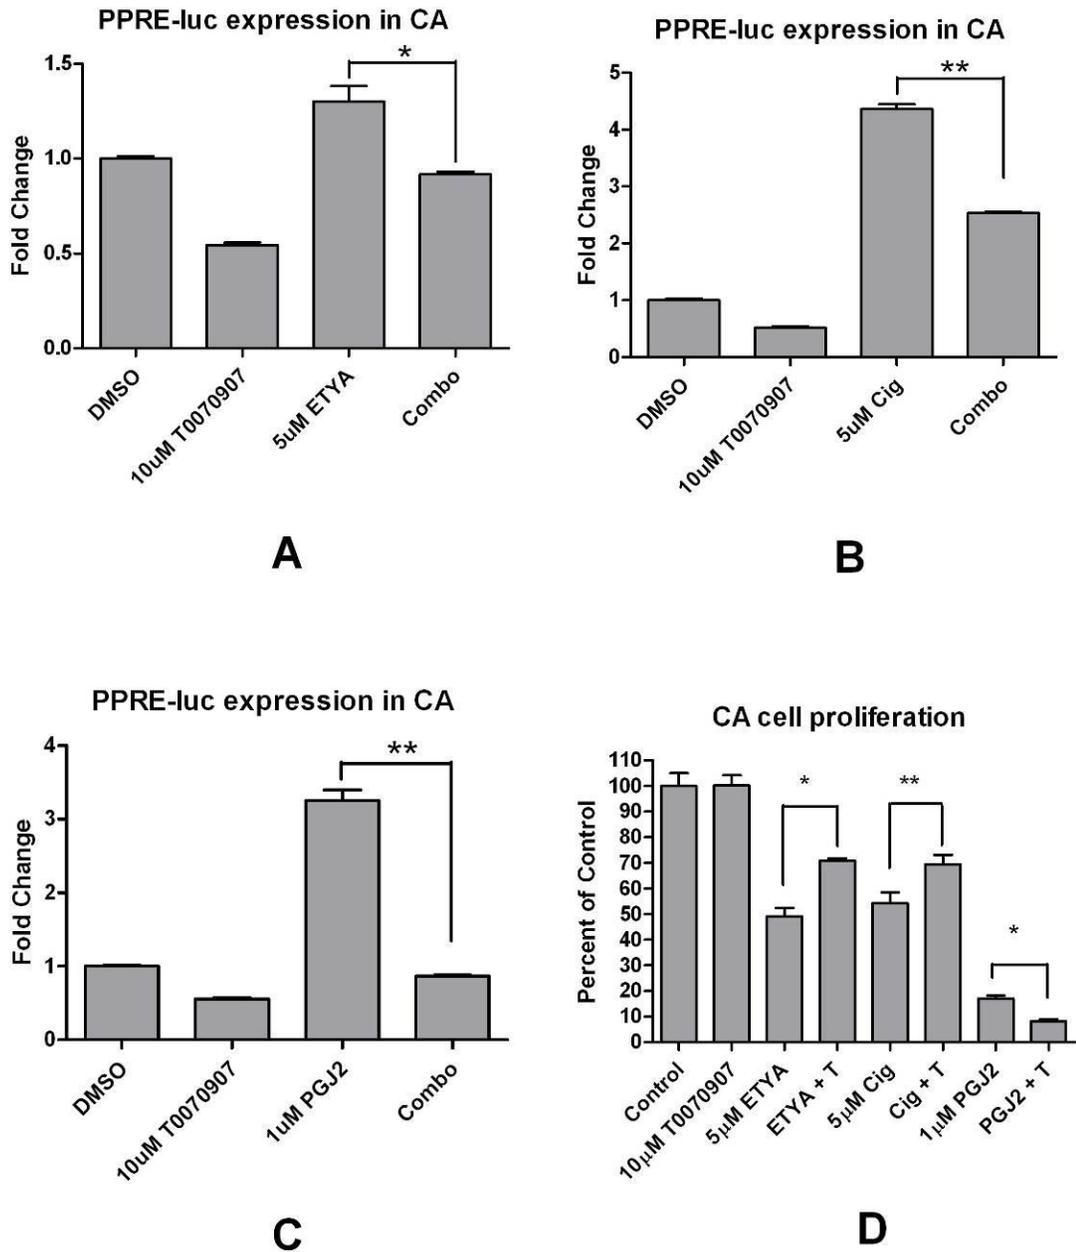 PPRE-luc expression in CA
*
Fold Change
1.5
1.0
0.5
0.0
DMSO
10uM T0070907
5uM ETYA
Combo
A
PPRE-luc expression in CA
**
Fold Change
5
4
3
2
1
0
DMSO
10uM T0070907
5uM Cig
Combo
B
PPRE-luc expression in CA
**
Fold Change
4
3
2
1
0
DMSO
10uM T0070907
1uM PGJ2
Combo
C
CA cell proliferation
*
**
*
Percent of Control
110
100
90
80
70
60
50
40
30
20
10
0
Control
10µM T0070907
5µM ETYA
ETYA + T
5µM Cig
Cig + T
1µM PGJ2
PGJ2 + T
D